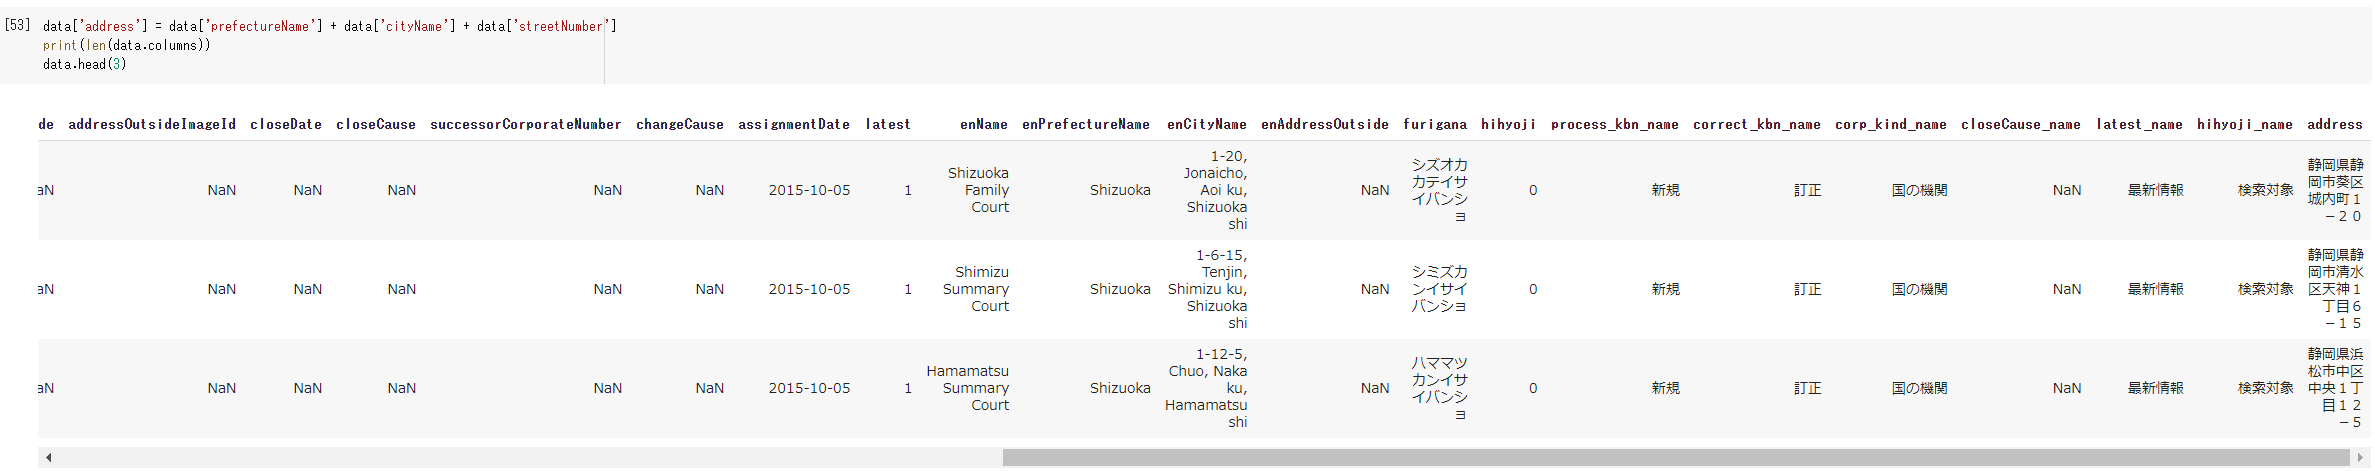 [53] data['address'] = data['prefectureName'] + data['cityName'] + data['streetNumber']
print(len(data.columns))
data.head(3)
de addressOutsideImageId closeDate closeCause successorCorporateNumber changeCause assignmentDate latest enName enPrefectureName enCityName enAddressOutside furigana hihyoji process_kbn_name correct_kbn_name corp_kind_name closeCause_name latest_name hihyoji_name address
aN NaN NaN NaN NaN NaN 2015-10-05 1
Shizuoka
Family
Court
Shizuoka
1-20,
Jonaicho,
Aoi ku,
Shizuoka
shi
NaN
シズオカ
カテイサ
イバンシ
ョ
0 新規 訂正 国の機関 NaN 最新情報 検索対象
静岡県静
岡市葵区
城内町1
－20
aN NaN NaN NaN NaN NaN 2015-10-05 1
Shimizu
Summary
Court
Shizuoka
1-6-15,
Tenjin,
Shimizu ku,
Shizuoka
shi
NaN
シミズカ
ンイサイ
バンショ
0 新規 訂正 国の機関 NaN 最新情報 検索対象
静岡県静
岡市清水
区天神1
丁目6
－15
aN NaN NaN NaN NaN NaN 2015-10-05 1
Hamamatsu
Summary
Court
Shizuoka
1-12-5,
Chuo, Naka
ku,
Hamamatsu
shi
NaN
ハママツ
カンイサ
イバンシ
ョ
0 新規 訂正 国の機関 NaN 最新情報 検索対象
静岡県浜
松市中区
中央1丁
目12
－5